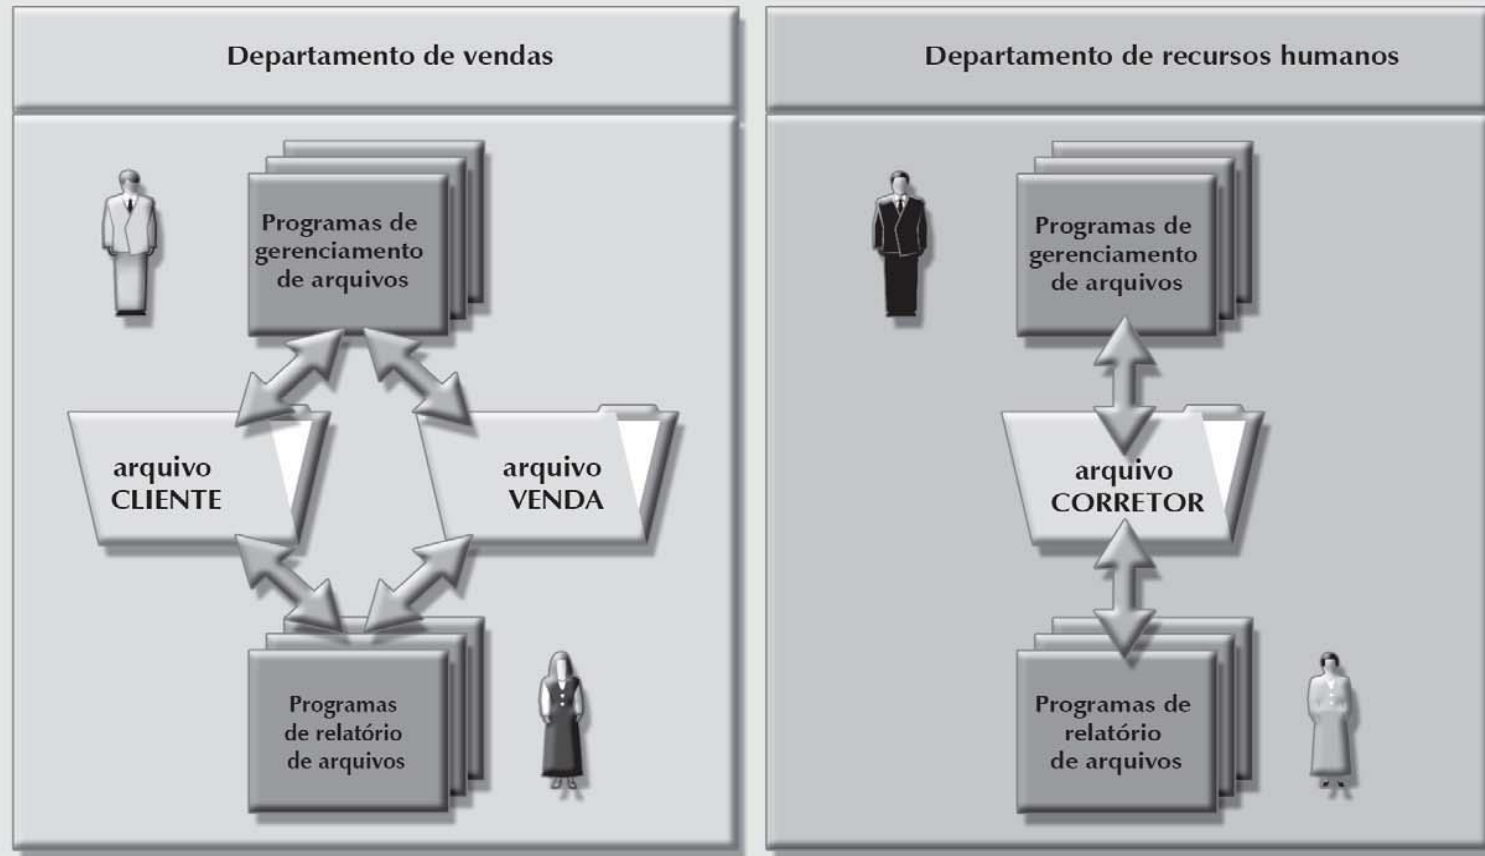 Departamento de vendas
Programas de
gerenciamento
de arquivos
arquivo
CLIENTE
arquivo
VENDA
Programas
de relatório
de arquivos
Departamento de recursos humanos
Programas de
gerenciamento
de arquivos
arquivo
CORRETOR
Programas de
relatório
de arquivos